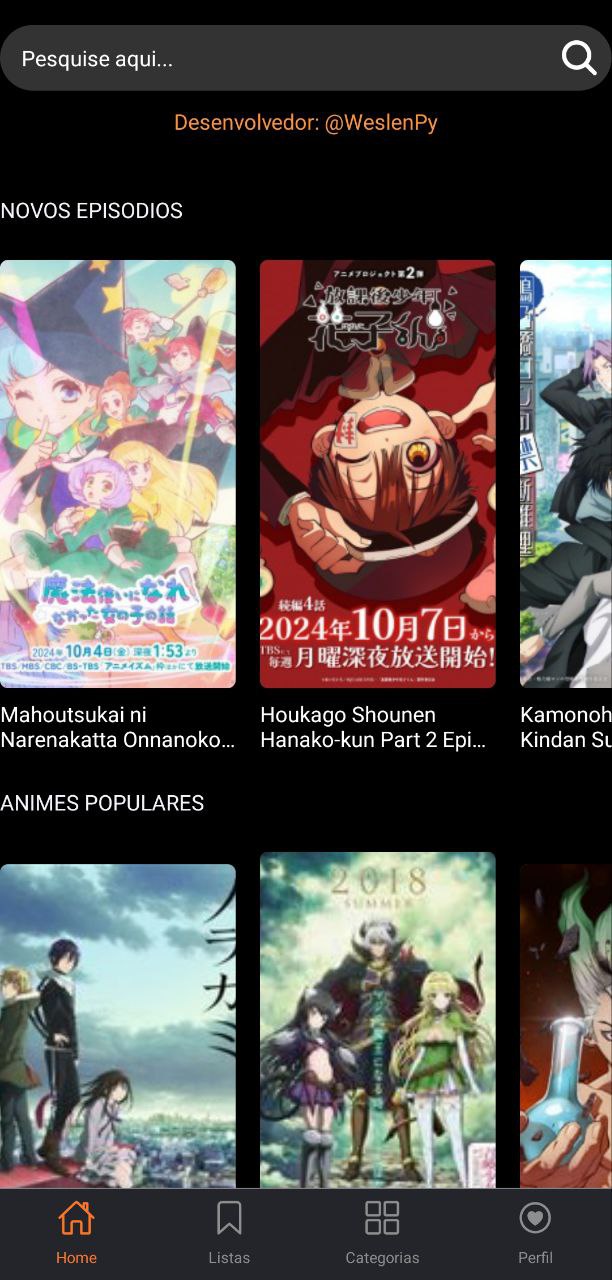 Pesquise aqui...
Desenvolvedor: @WeslenPy
NOVOS EPISODIOS
魔法使いになれ
なかった女の子の話
2024年10月4日(金)深夜1:53より
TBS/MBS/CBC/BS-TBS「アニメイズム」枠ほかにて放送開始
アニメプロジェクト第2弾
放課後少年
花子くん
続編4話
2024年10月7日から
TBSにて毎週月曜深夜放送開始!
Mahoutsukai ni
Narenakatta Onnanoko...
Houkago Shounen
Hanako-kun Part 2 Epi...
Kamonoh
Kindan Su
ANIMES POPULARES
ノラガミ
2018
SUMMER
Home
Listas
Categorias
Perfil